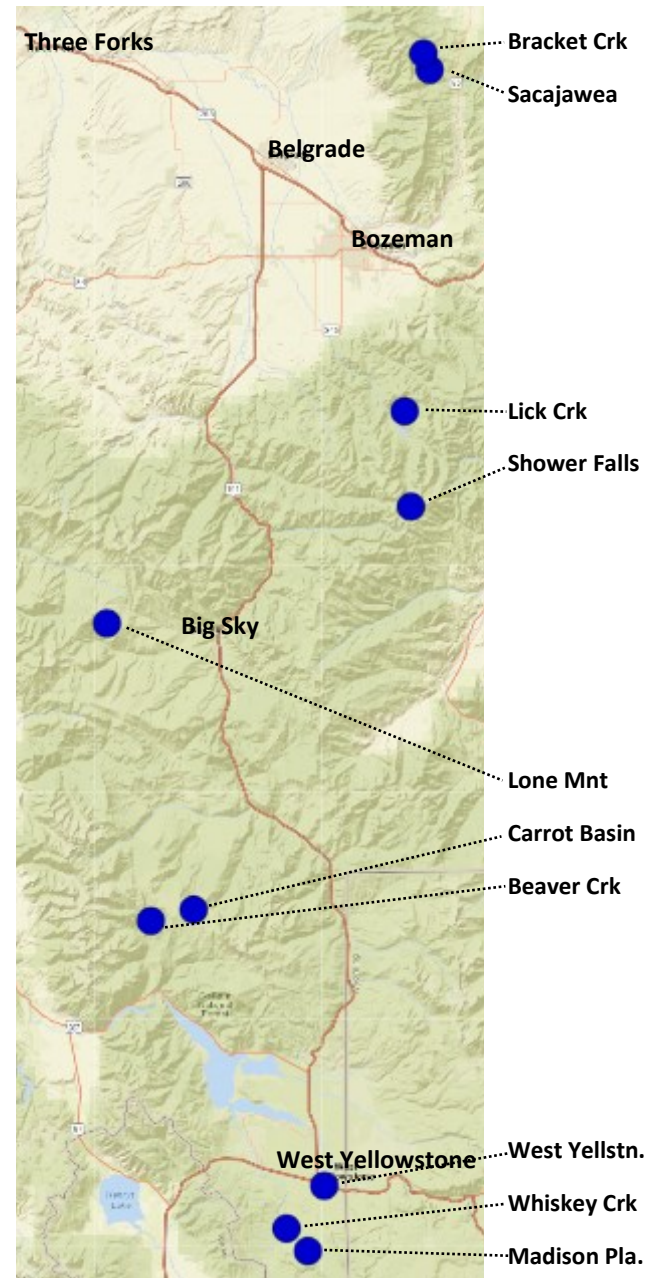 Three Forks
Bracket Crk
Sacajawea
Belgrade
Bozeman
Lick Crk
Shower Falls
Big Sky
Lone Mnt
Carrot Basin
Beaver Crk
West Yellowstone
West Yellstn.
Whiskey Crk
Madison Pla.